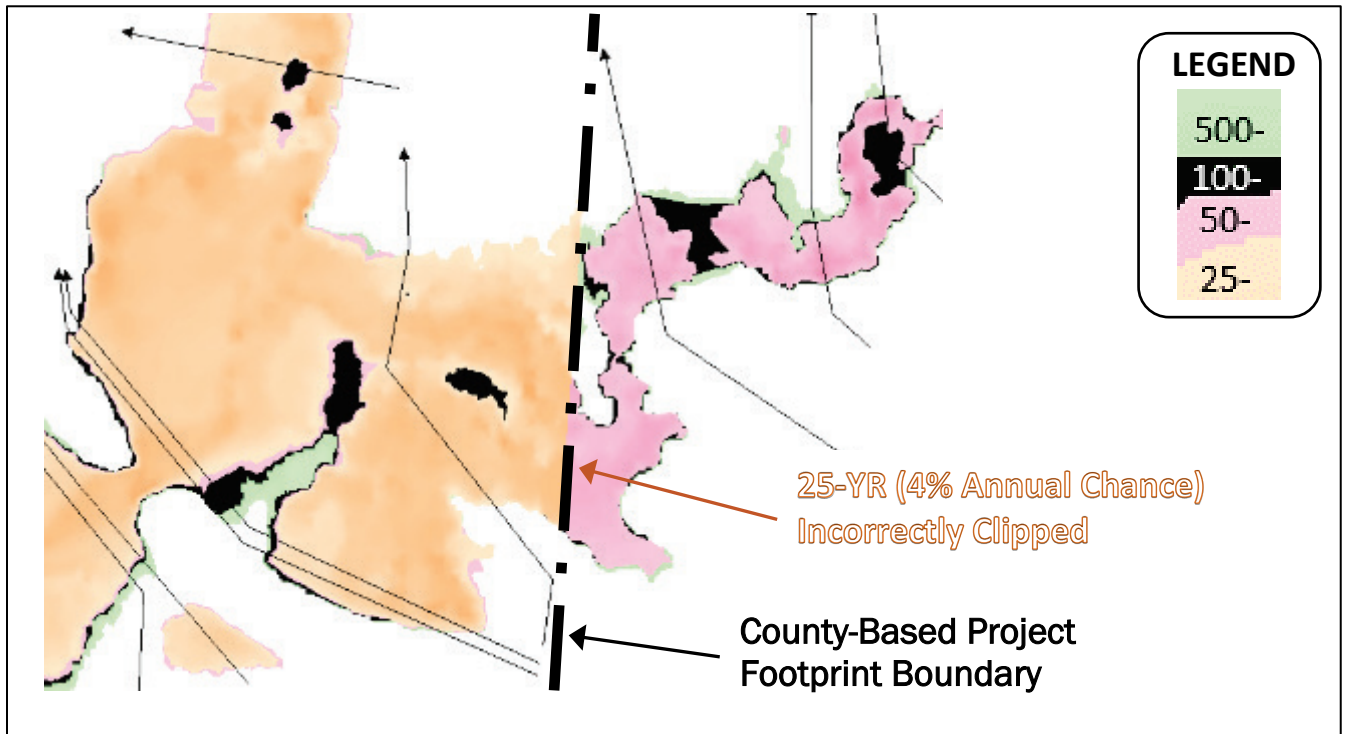 LEGEND
500-
100-
50-
25-
25-YR (4% Annual Chance)
Incorrectly Clipped
County-Based Project
Footprint Boundary